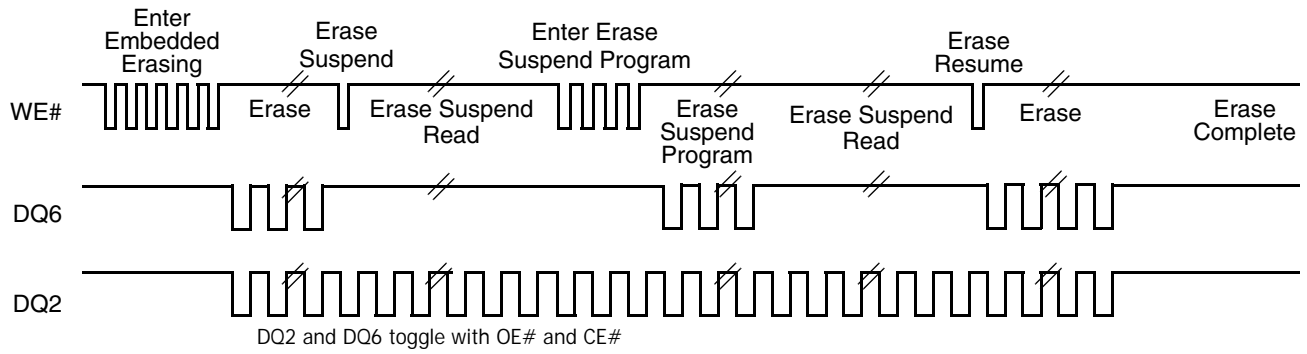 Enter
Embedded
Erasing
Erase
Suspend
Enter Erase
Suspend Program
Erase
Resume
WE#
Erase
Erase Suspend
Read
Erase
Suspend
Program
Erase Suspend
Read
Erase
Erase
Complete
DQ6
DQ2
DQ2 and DQ6 toggle with OE# and CE#